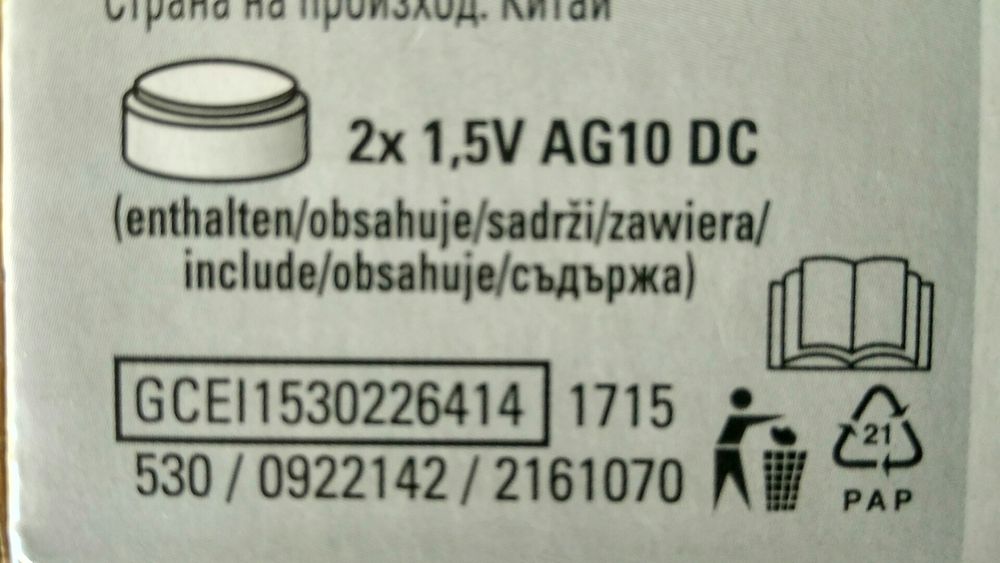 Страна на произход: Китай
2x 1,5V AG10 DC
(enthalten/obsahuje/sadrži/zawiera/
include/obsahuje/съдържа)
GCEI1530226414 1715
530 / 0922142 / 2161070
21
PAP